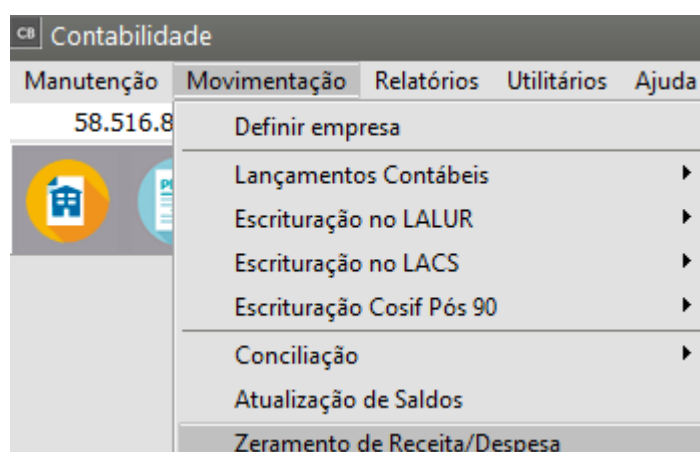 CB Contabilidade
Manutenção Movimentação Relatórios Utilitários Ajuda
58.516.8
Definir empresa
Lançamentos Contábeis
Escrituração no LALUR
Escrituração no LACS
Escrituração Cosif Pós 90
Conciliação
Atualização de Saldos
Zeramento de Receita/Despesa